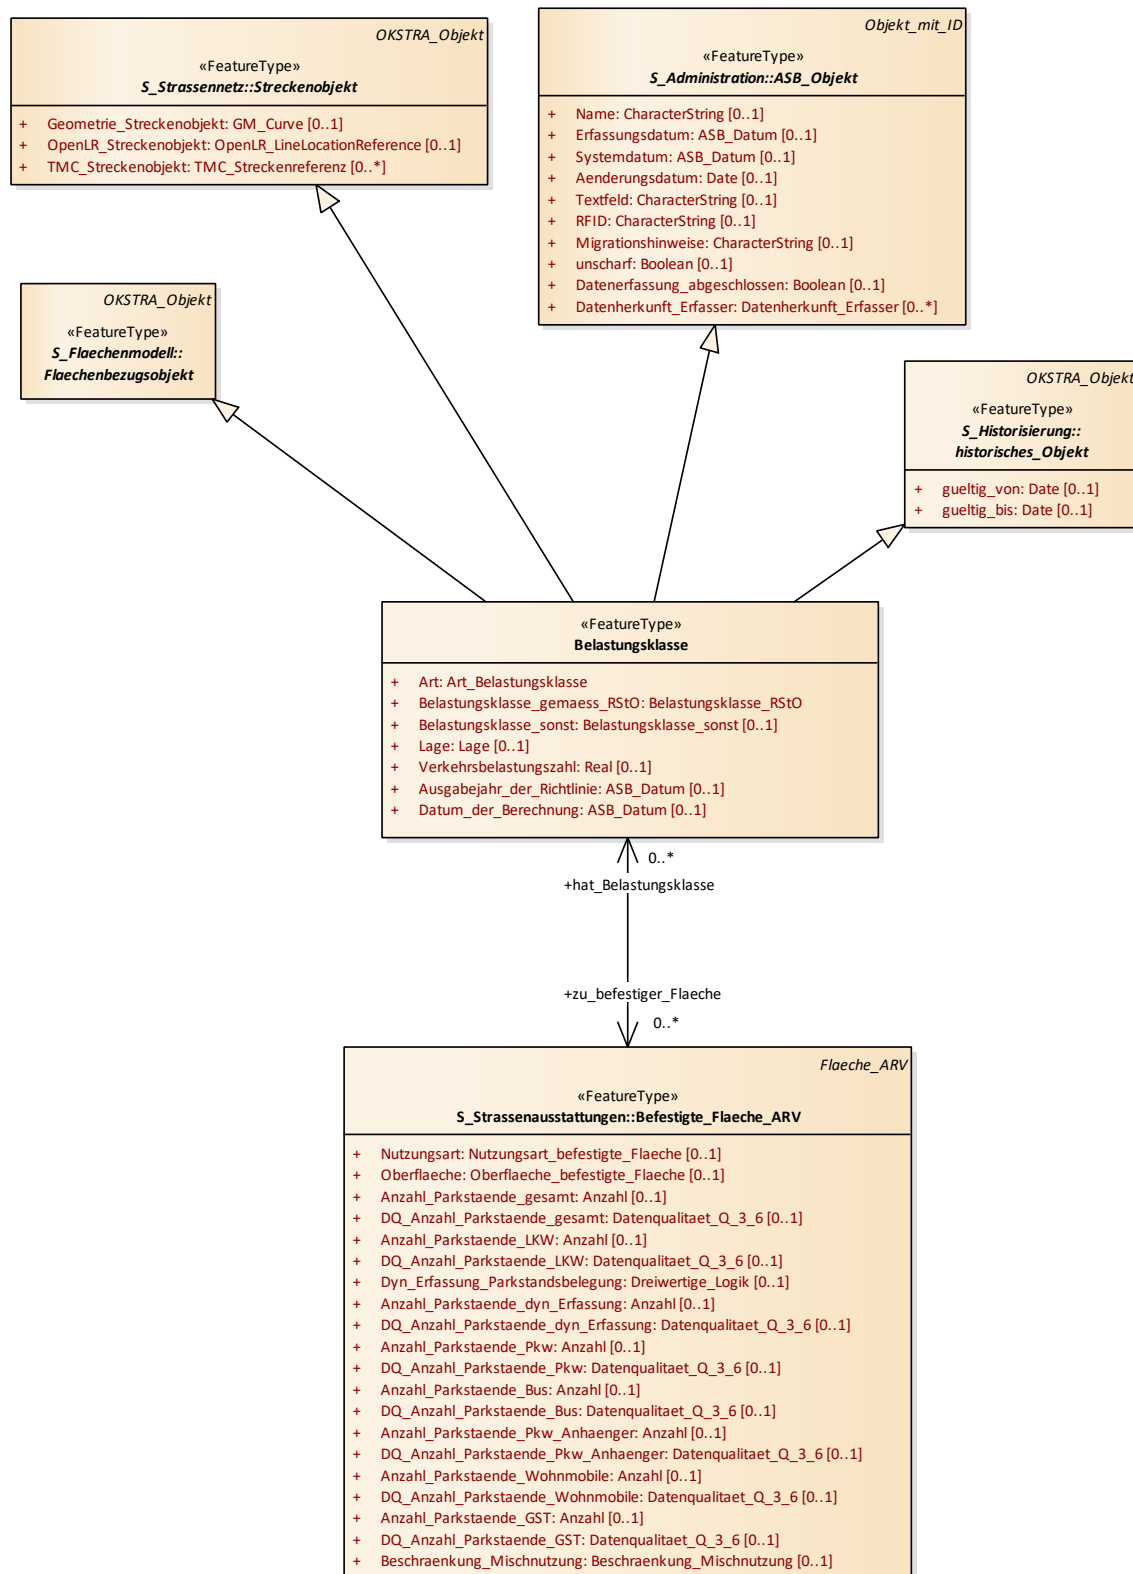 OKSTRA_Objekt
«FeatureType»
S_Strassennetz::Streckenobjekt
+ Geometrie_Streckenobjekt: GM_Curve [0..1]
+ OpenLR_Streckenobjekt: OpenLR_LineLocationReference [0..1]
+ TMC_Streckenobjekt: TMC_Streckenreferenz [0..*]
Objekt_mit_ID
«FeatureType»
S_Administration::ASB_Objekt
+ Name: CharacterString [0..1]
+ Erfassungsdatum: ASB_Datum [0..1]
+ Systemdatum: ASB_Datum [0..1]
+ Aenderungsdatum: Date [0..1]
+ Textfeld: CharacterString [0..1]
+ RFID: CharacterString [0..1]
+ Migrationshinweise: CharacterString [0..1]
+ unscharf: Boolean [0..1]
+ Datenerfassung_abgeschlossen: Boolean [0..1]
+ Datenherkunft_Erfasser: Datenherkunft_Erfasser [0..*]
OKSTRA_Objekt
«FeatureType»
S_Flaechenmodell::
Flaechenbezugsobjekt
OKSTRA_Objekt
«FeatureType»
S_Historisierung::
historisches_Objekt
+ gueltig_von: Date [0..1]
+ gueltig_bis: Date [0..1]
«FeatureType»
Belastungsklasse
+ Art: Art_Belastungsklasse
+ Belastungsklasse_gemaess_RStO: Belastungsklasse_RStO
+ Belastungsklasse_sonst: Belastungsklasse_sonst [0..1]
+ Lage: Lage [0..1]
+ Verkehrsbelastungszahl: Real [0..1]
+ Ausgabejahr_der_Richtlinie: ASB_Datum [0..1]
+ Datum_der_Berechnung: ASB_Datum [0..1]
0..*
+hat_Belastungsklasse
+zu_befestiger_Flaeche
0..*
Flaeche_ARV
«FeatureType»
S_Strassenausstattungen::Befestigte_Flaeche_ARV
+ Nutzungsart: Nutzungsart_befestigte_Flaeche [0..1]
+ Oberflaeche: Oberflaeche_befestigte_Flaeche [0..1]
+ Anzahl_Parkstaende_gesamt: Anzahl [0..1]
+ DQ_Anzahl_Parkstaende_gesamt: Datenqualitaet_Q_3_6 [0..1]
+ Anzahl_Parkstaende_LKW: Anzahl [0..1]
+ DQ_Anzahl_Parkstaende_LKW: Datenqualitaet_Q_3_6 [0..1]
+ Dyn_Erfassung_Parkstandsbelegung: Dreiwertige_Logik [0..1]
+ Anzahl_Parkstaende_dyn_Erfassung: Anzahl [0..1]
+ DQ_Anzahl_Parkstaende_dyn_Erfassung: Datenqualitaet_Q_3_6 [0..1]
+ Anzahl_Parkstaende_Pkw: Anzahl [0..1]
+ DQ_Anzahl_Parkstaende_Pkw: Datenqualitaet_Q_3_6 [0..1]
+ Anzahl_Parkstaende_Bus: Anzahl [0..1]
+ DQ_Anzahl_Parkstaende_Bus: Datenqualitaet_Q_3_6 [0..1]
+ Anzahl_Parkstaende_Pkw_Anhaenger: Anzahl [0..1]
+ DQ_Anzahl_Parkstaende_Pkw_Anhaenger: Datenqualitaet_Q_3_6 [0..1]
+ Anzahl_Parkstaende_Wohnmobile: Anzahl [0..1]
+ DQ_Anzahl_Parkstaende_Wohnmobile: Datenqualitaet_Q_3_6 [0..1]
+ Anzahl_Parkstaende_GST: Anzahl [0..1]
+ DQ_Anzahl_Parkstaende_GST: Datenqualitaet_Q_3_6 [0..1]
+ Beschraenkung_Mischnutzung: Beschraenkung_Mischnutzung [0..1]